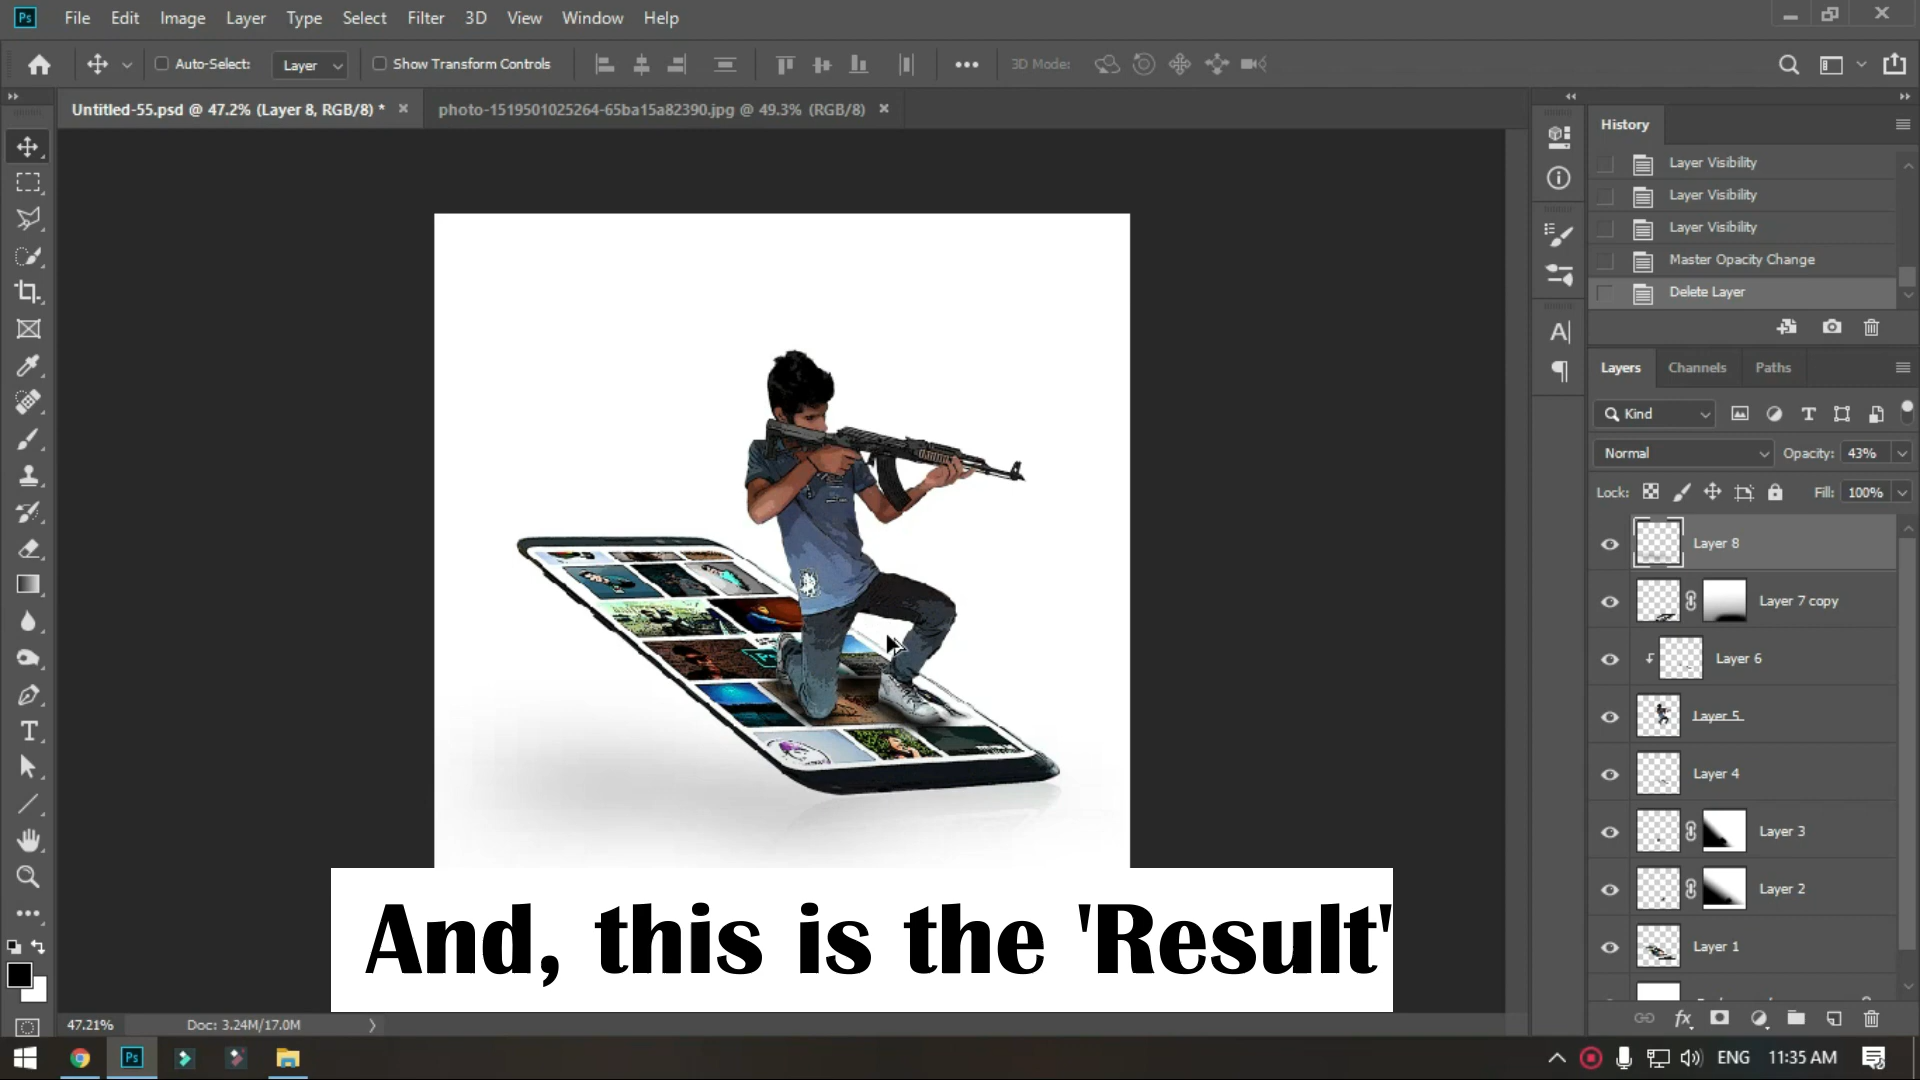 Ps File Edit Image Layer Type Select Filter 3D View Window Help
Auto-Select: Layer Show Transform Controls 3D Mode:
Untitled-55.psd @ 47.2% (Layer 8, RGB/8) * photo-1519501025264-65ba15a82390.jpg @ 49.3% (RGB/8)
History
Layer Visibility
Layer Visibility
Layer Visibility
Master Opacity Change
Delete Layer
Layers Channels Paths
Kind
Normal Opacity: 43%
Lock: Fill: 100%
Layer 8
Layer 7 copy
Layer 6
Layer 5
Layer 4
Layer 3
Layer 2
Layer 1
And, this is the 'Result'
47.21% Doc: 3.24M/17.0M
Ps ENG 11:35 AM